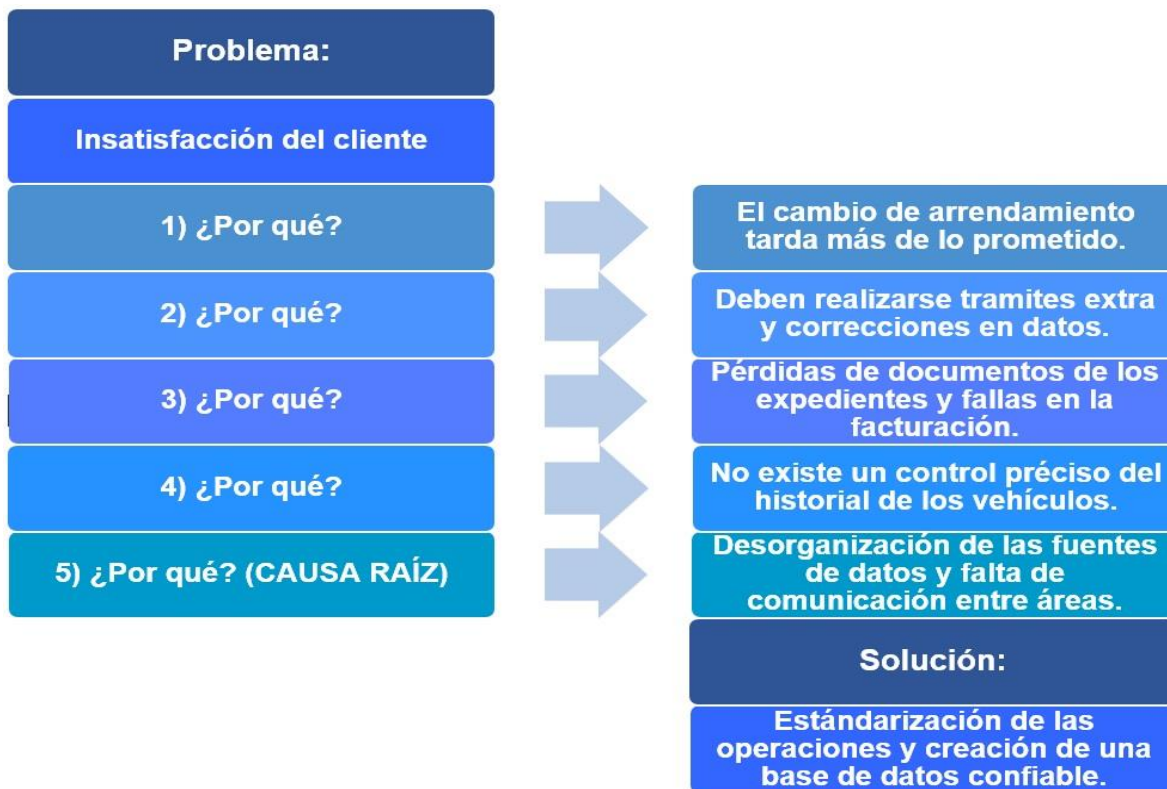 Problema:
Insatisfacción del cliente
1) ¿Por qué?
El cambio de arrendamiento
tarda más de lo prometido.
2) ¿Por qué?
Deben realizarse tramites extra
y correcciones en datos.
3) ¿Por qué?
Pérdidas de documentos de los
expedientes y fallas en la
facturación.
4) ¿Por qué?
No existe un control préciso del
historial de los vehículos.
5) ¿Por qué? (CAUSA RAÍZ)
Desorganización de las fuentes
de datos y falta de
comunicación entre áreas.
Solución:
Estándarización de las
operaciones y creación de una
base de datos confiable.